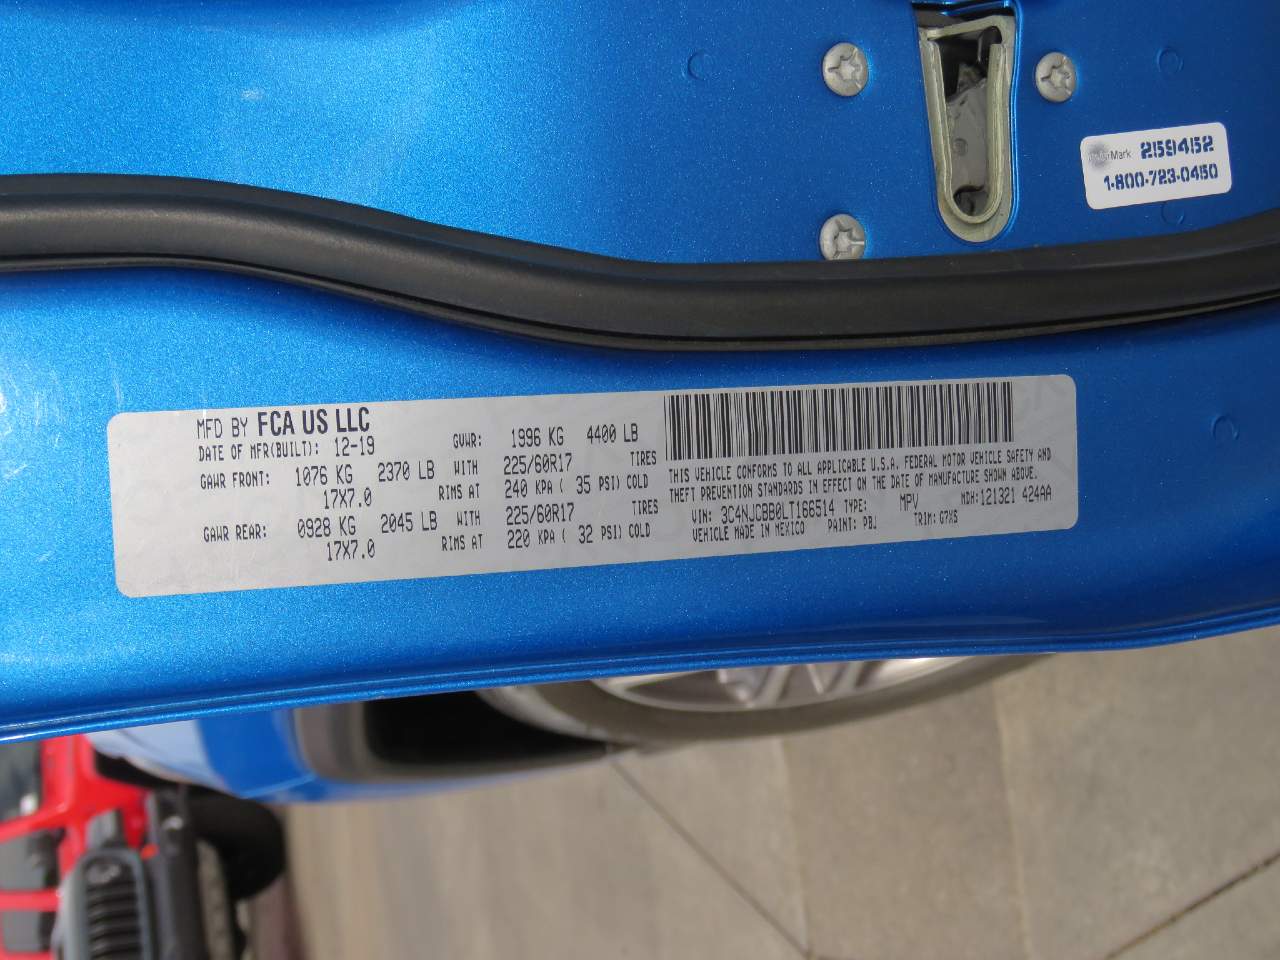 259452
1-800-723-0450
MFD BY FCA US LLC
DATE OF MFR(BUILT): 12-19 GVWR: 1996 KG 4400 LB
GAWR FRONT: 1076 KG 2370 LB WITH 225/60R17 TIRES
17X7.0 RIMS AT 240 KPA ( 35 PSI) COLD
GAWR REAR: 0928 KG 2045 LB WITH 225/60R17 TIRES
17X7.0 RIMS AT 220 KPA ( 32 PSI) COLD
THIS VEHICLE CONFORMS TO ALL APPLICABLE U.S.A. FEDERAL MOTOR VEHICLE SAFETY AND
THEFT PREVENTION STANDARDS IN EFFECT ON THE DATE OF MANUFACTURE SHOWN ABOVE.
VIN: 3C4NJCBB0LT166514 TYPE: MPV MDH:121321 424AA
VEHICLE MADE IN MEXICO PAINT: PBJ TRIM: G7XS